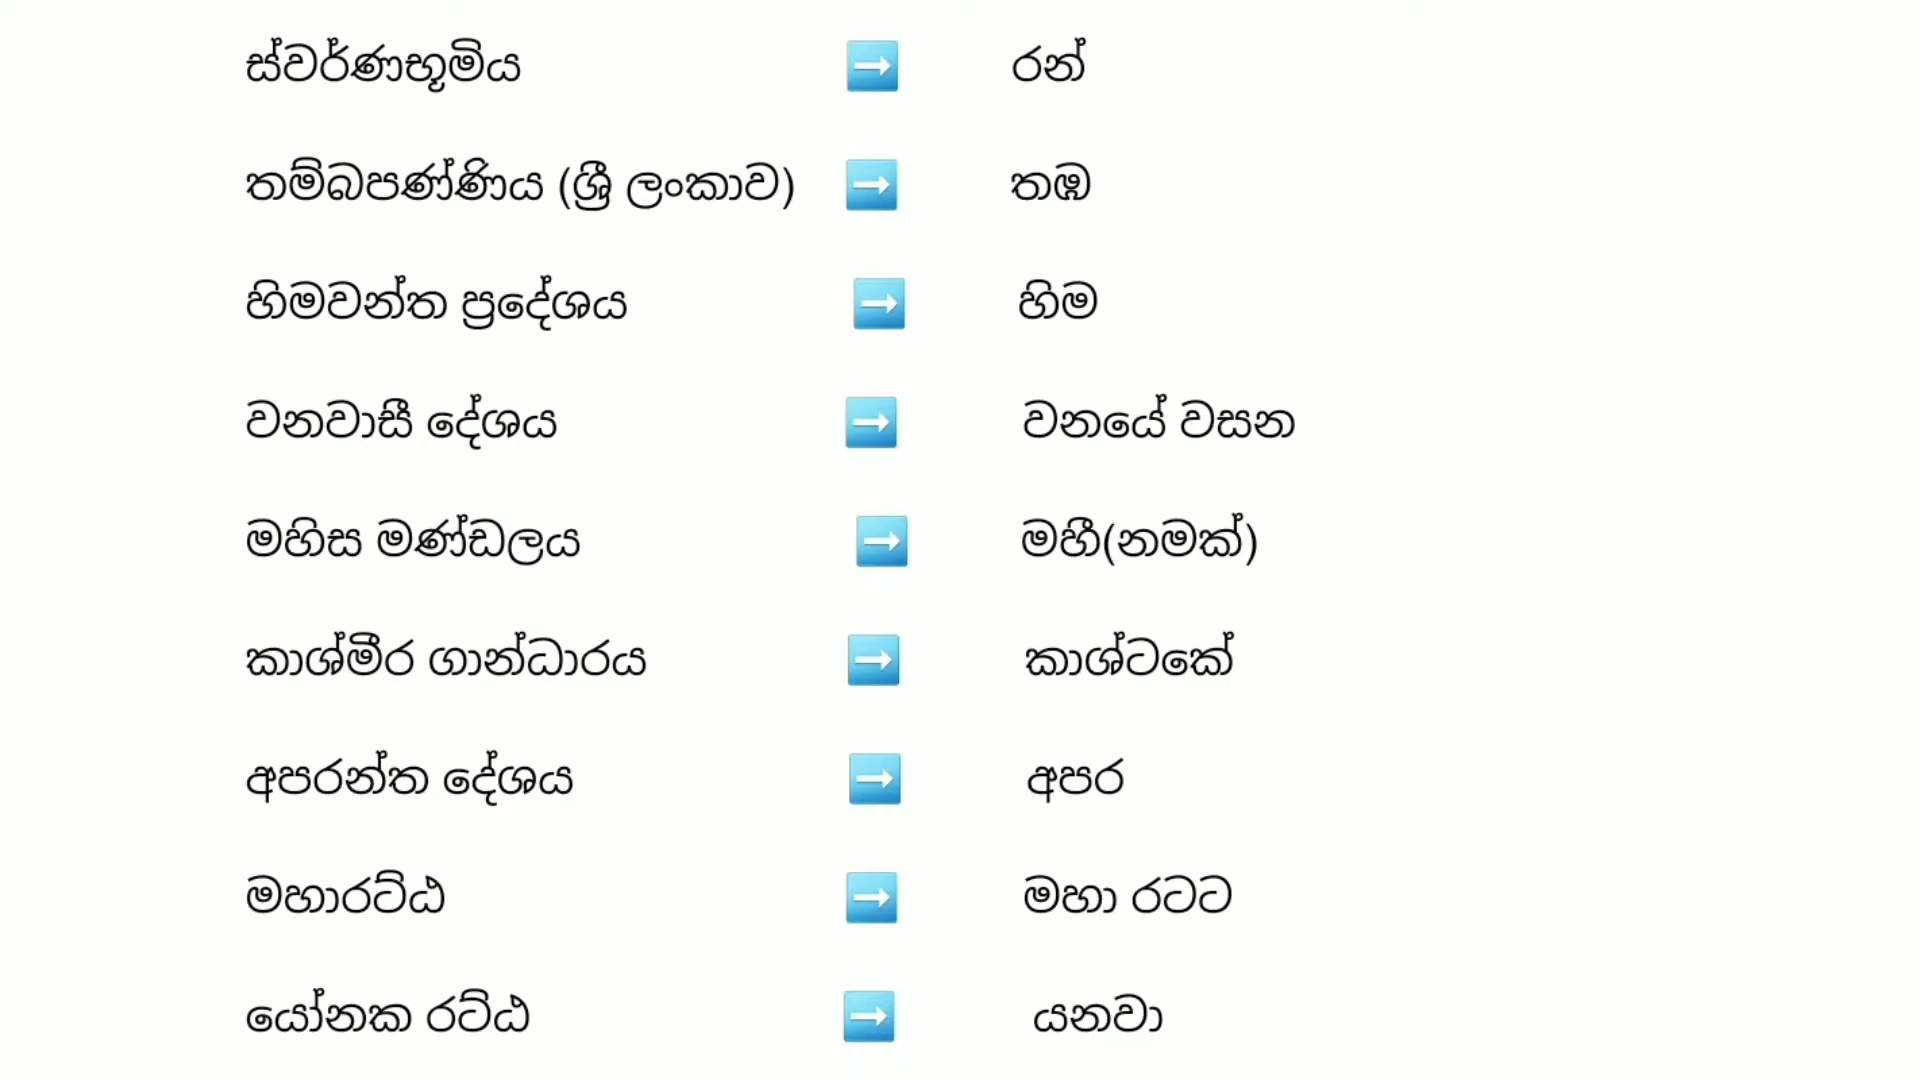 ස්වර්ණභූමිය ➡️ රන්
තම්බපණ්ණිය (ශ්‍රී ලංකාව) ➡️ තඹ
හිමවන්ත ප්‍රදේශය ➡️ හිම
වනවාසී දේශය ➡️ වනයේ වසන
මහිස මණ්ඩලය ➡️ මහී(නමක්)
කාශ්මීර ගාන්ධාරය ➡️ කාශ්ටකේ
අපරන්ත දේශය ➡️ අපර
මහාරට්ඨ ➡️ මහා රටට
යෝනක රට්ඨ ➡️ යනවා